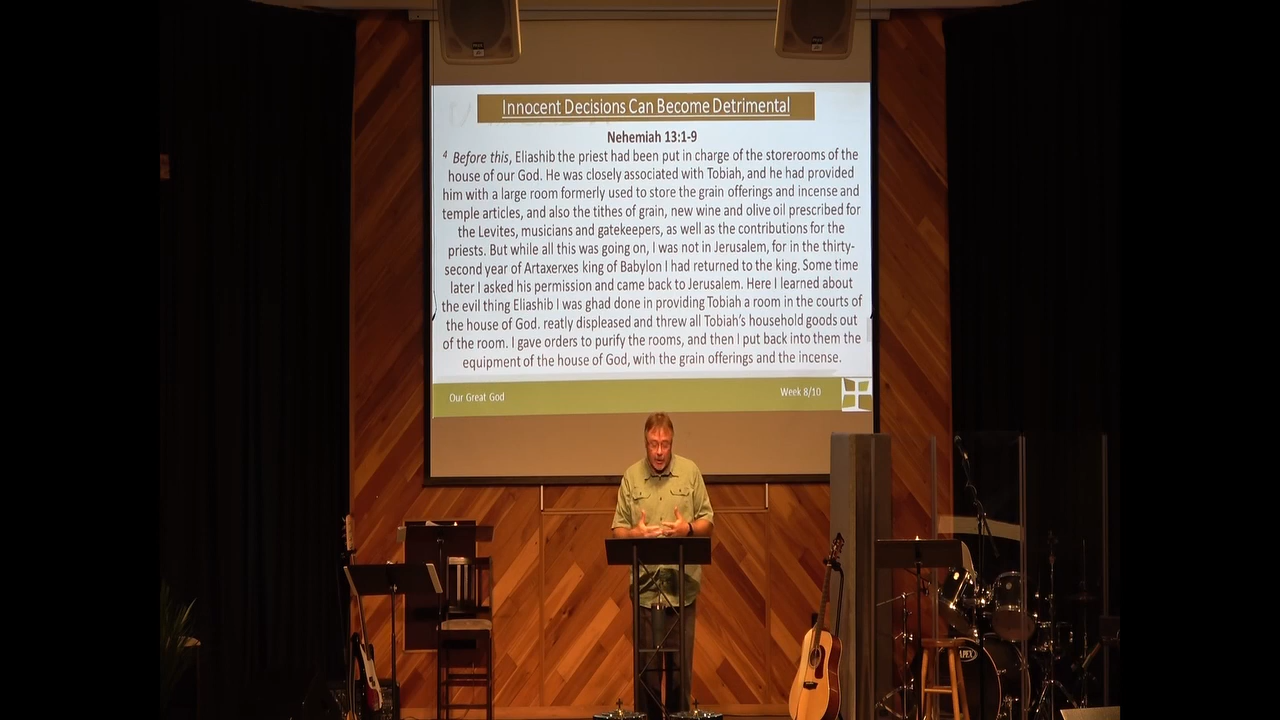 Innocent Decisions Can Become Detrimental
Nehemiah 13:1-9
4 Before this, Eliashib the priest had been put in charge of the storerooms of the
house of our God. He was closely associated with Tobiah, and he had provided
him with a large room formerly used to store the grain offerings and incense and
temple articles, and also the tithes of grain, new wine and olive oil prescribed for
the Levites, musicians and gatekeepers, as well as the contributions for the
priests. But while all this was going on, I was not in Jerusalem, for in the thirty-
second year of Artaxerxes king of Babylon I had returned to the king. Some time
later I asked his permission and came back to Jerusalem. Here I learned about
the evil thing Eliashib I was ghad done in providing Tobiah a room in the courts of
the house of God. reatly displeased and threw all Tobiah's household goods out
of the room. I gave orders to purify the rooms, and then I put back into them the
equipment of the house of God, with the grain offerings and the incense.
Our Great God
Week 8/10
APEX